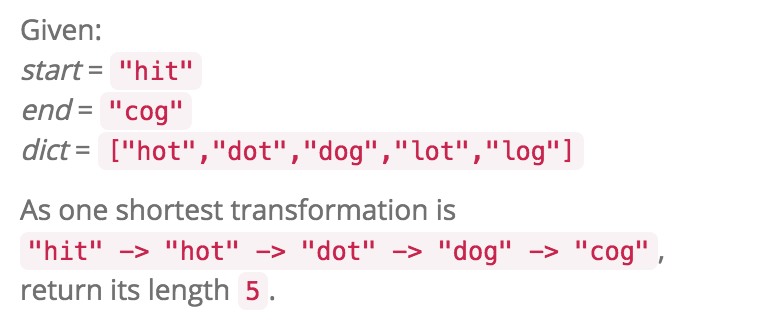 Given:
start = "hit"
end = "cog"
dict = ["hot","dot","dog","lot","log"]
As one shortest transformation is
"hit" -> "hot" -> "dot" -> "dog" -> "cog",
return its length 5.